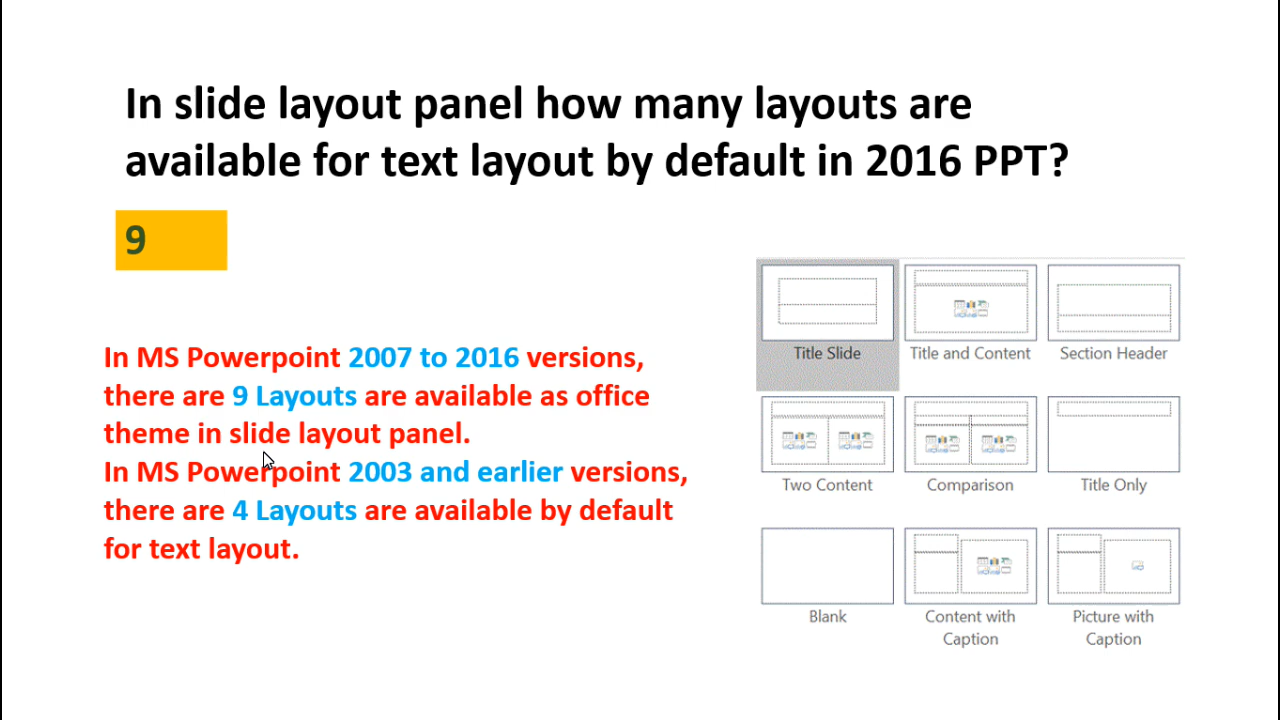 In slide layout panel how many layouts are
available for text layout by default in 2016 PPT?
9
In MS Powerpoint 2007 to 2016 versions,
there are 9 Layouts are available as office
theme in slide layout panel.
In MS Powerpoint 2003 and earlier versions,
there are 4 Layouts are available by default
for text layout.
Title Slide
Title and Content
Section Header
Two Content
Comparison
Title Only
Blank
Content with
Caption
Picture with
Caption